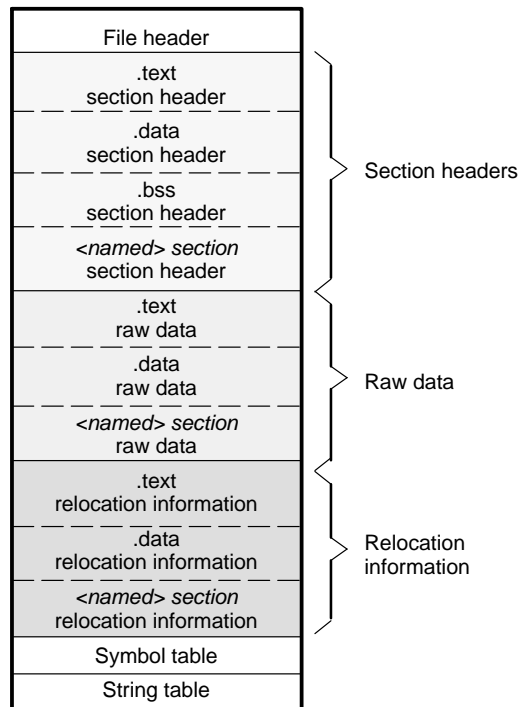 File header
.text
section header
.data
section header
.bss
section header
<named> section
section header
Section headers
.text
raw data
.data
raw data
<named> section
raw data
Raw data
.text
relocation information
.data
relocation information
<named> section
relocation information
Relocation
information
Symbol table
String table